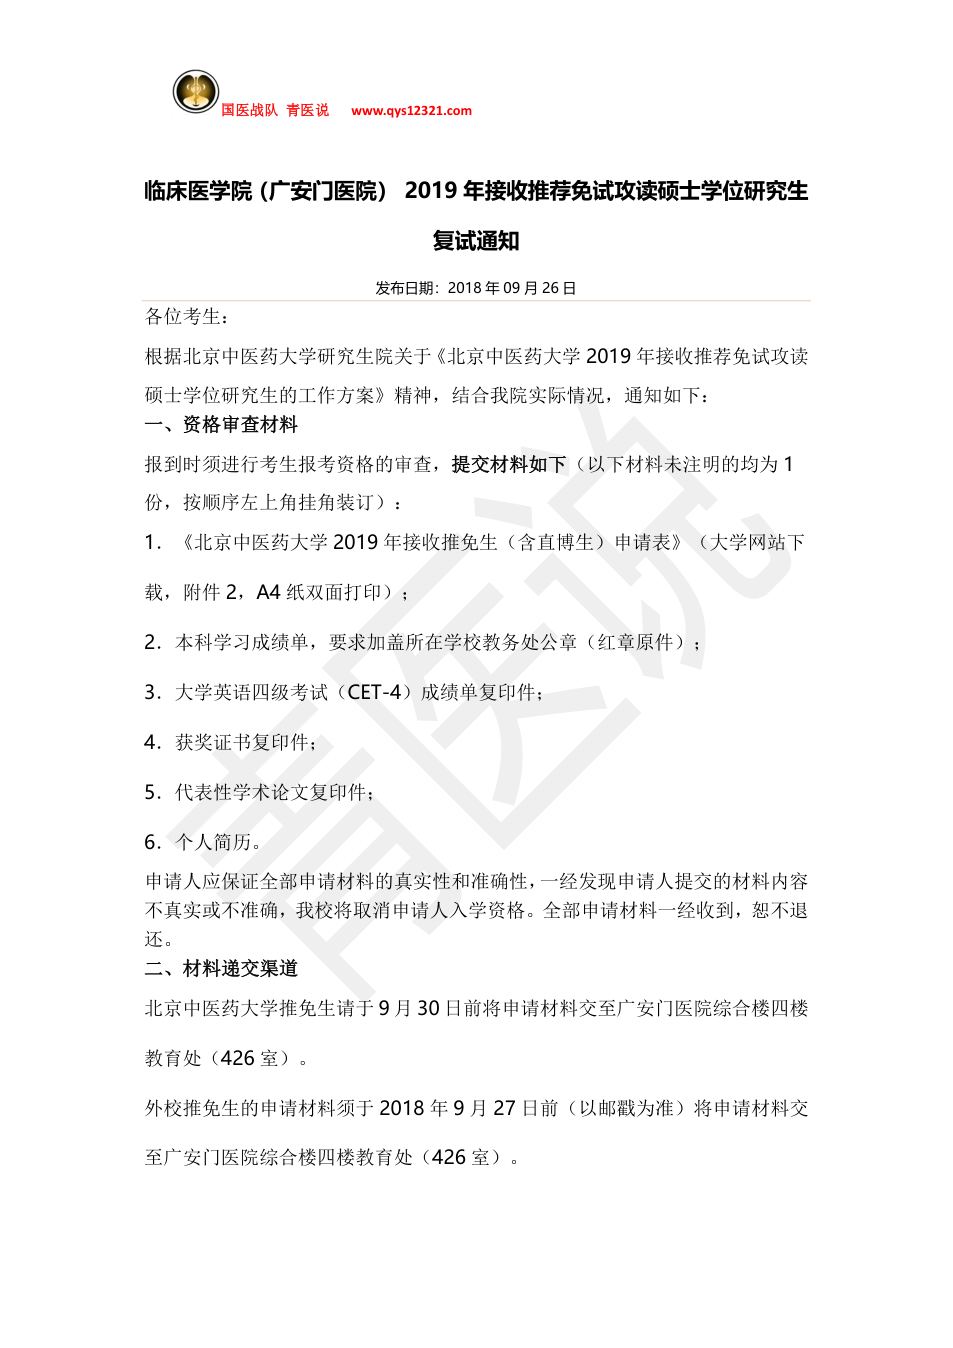 国医战队 青医说 www.qys12321.com
临床医学院（广安门医院） 2019 年接收推荐免试攻读硕士学位研究生
复试通知
发布日期：2018 年 09 月 26 日
各位考生：
根据北京中医药大学研究生院关于《北京中医药大学 2019 年接收推荐免试攻读
硕士学位研究生的工作方案》精神，结合我院实际情况，通知如下：
一、资格审查材料
报到时须进行考生报考资格的审查，提交材料如下（以下材料未注明的均为 1
份，按顺序左上角挂角装订）：
1．《北京中医药大学 2019 年接收推免生（含直博生）申请表》（大学网站下
载，附件 2，A4 纸双面打印）；
2．本科学习成绩单，要求加盖所在学校教务处公章（红章原件）；
3．大学英语四级考试（CET-4）成绩单复印件；
4．获奖证书复印件；
5．代表性学术论文复印件；
6．个人简历。
申请人应保证全部申请材料的真实性和准确性，一经发现申请人提交的材料内容
不真实或不准确，我校将取消申请人入学资格。全部申请材料一经收到，恕不退
还。
二、材料递交渠道
北京中医药大学推免生请于 9 月 30 日前将申请材料交至广安门医院综合楼四楼
教育处（426 室）。
外校推免生的申请材料须于 2018 年 9 月 27 日前（以邮戳为准）将申请材料交
至广安门医院综合楼四楼教育处（426 室）。
青医说